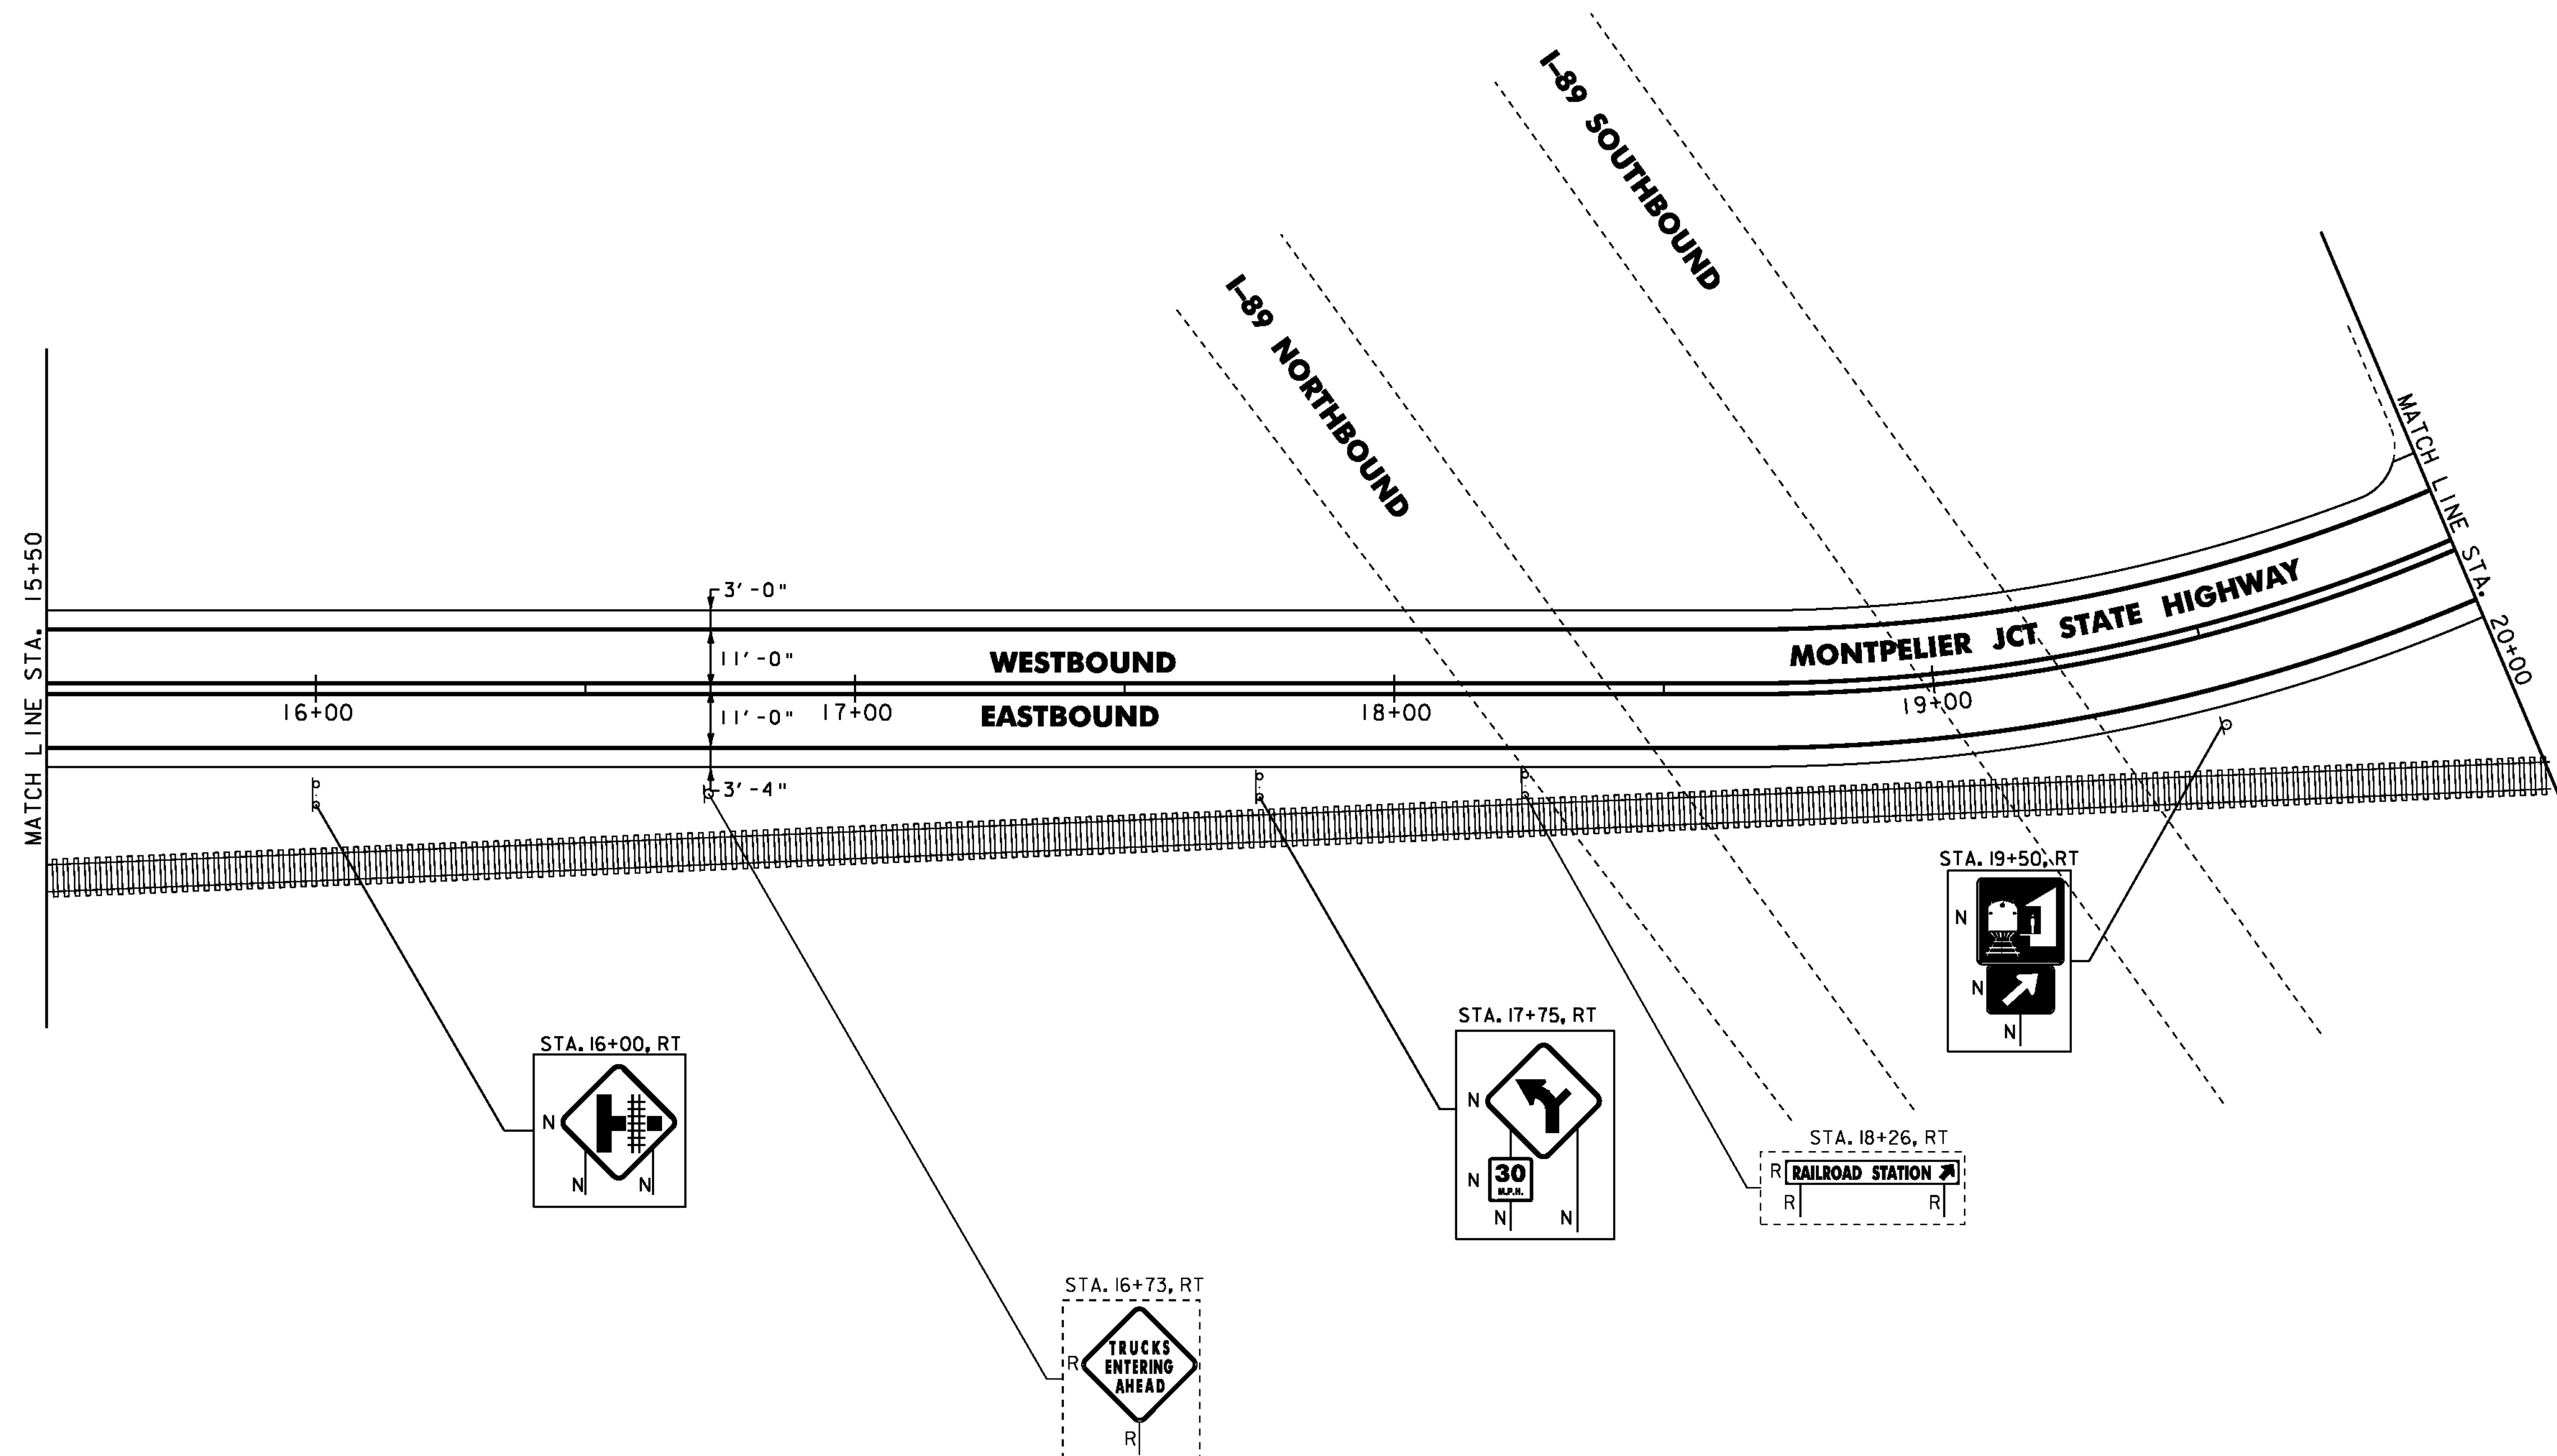 I-89 SOUTHBOUND
I-89 NORTHBOUND
MATCH LINE STA. 15+50
MATCH LINE STA. 20+00
3'-0"
11'-0"
WESTBOUND
MONTPELIER JCT STATE HIGHWAY
16+00
11'-0"
17+00
EASTBOUND
18+00
19+00
3'-4"
STA. 19+50, RT
N
N
N
STA. 16+00, RT
N
N
N
STA. 17+75, RT
N
N
30
M.P.H.
N
N
STA. 18+26, RT
R
RAILROAD STATION
R
R
STA. 16+73, RT
R
TRUCKS
ENTERING
AHEAD
R